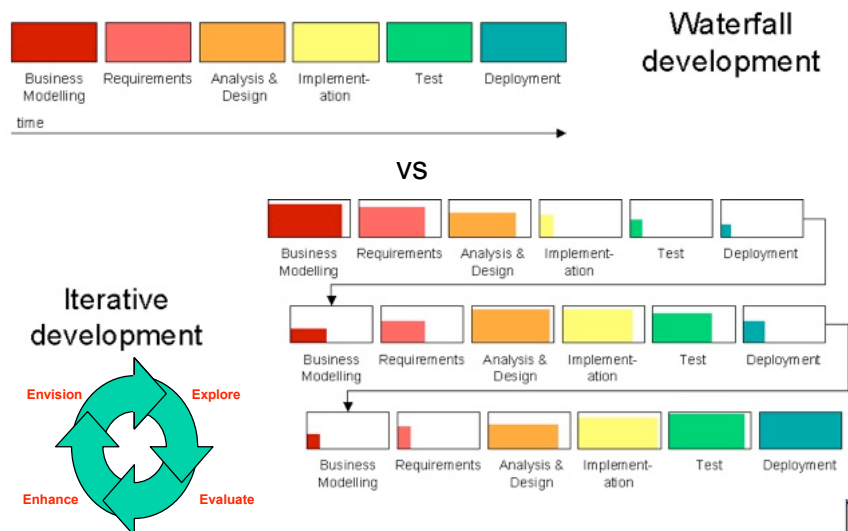 Waterfall
development
Business
Modelling
Requirements
Analysis &
Design
Implement-
ation
Test
Deployment
time
vs
Business
Modelling
Requirements
Analysis &
Design
Implement-
ation
Test
Deployment
Iterative
development
Business
Modelling
Requirements
Analysis &
Design
Implement-
ation
Test
Deployment
Envision
Explore
Enhance
Evaluate
Business
Modelling
Requirements
Analysis &
Design
Implement-
ation
Test
Deployment